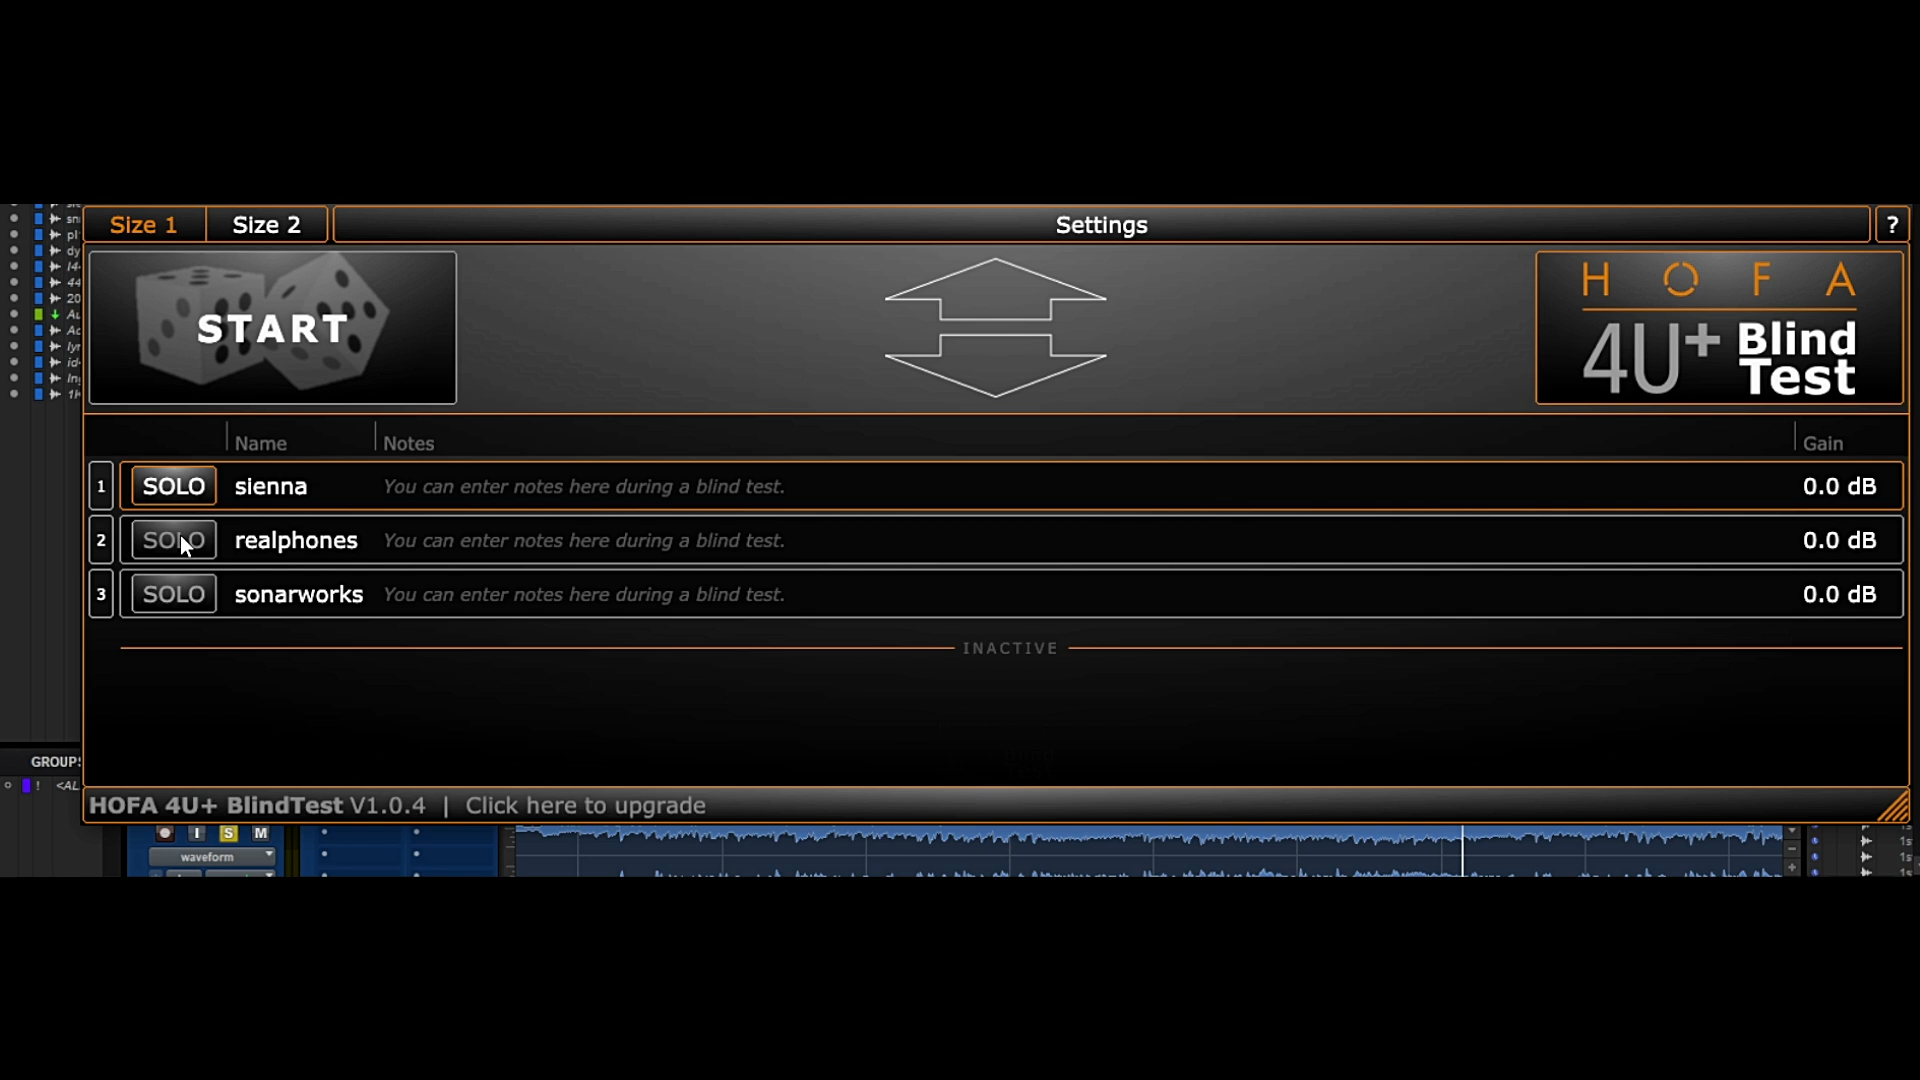 Size 1 Size 2 Settings ?
START
H O F A
4U+ Blind
Test
Name Notes Gain
1 SOLO sienna You can enter notes here during a blind test. 0.0 dB
2 SOLO realphones You can enter notes here during a blind test. 0.0 dB
3 SOLO sonarworks You can enter notes here during a blind test. 0.0 dB
INACTIVE
GROUPS
! <AL
HOFA 4U+ BlindTest V1.0.4 | Click here to upgrade
I S M
waveform